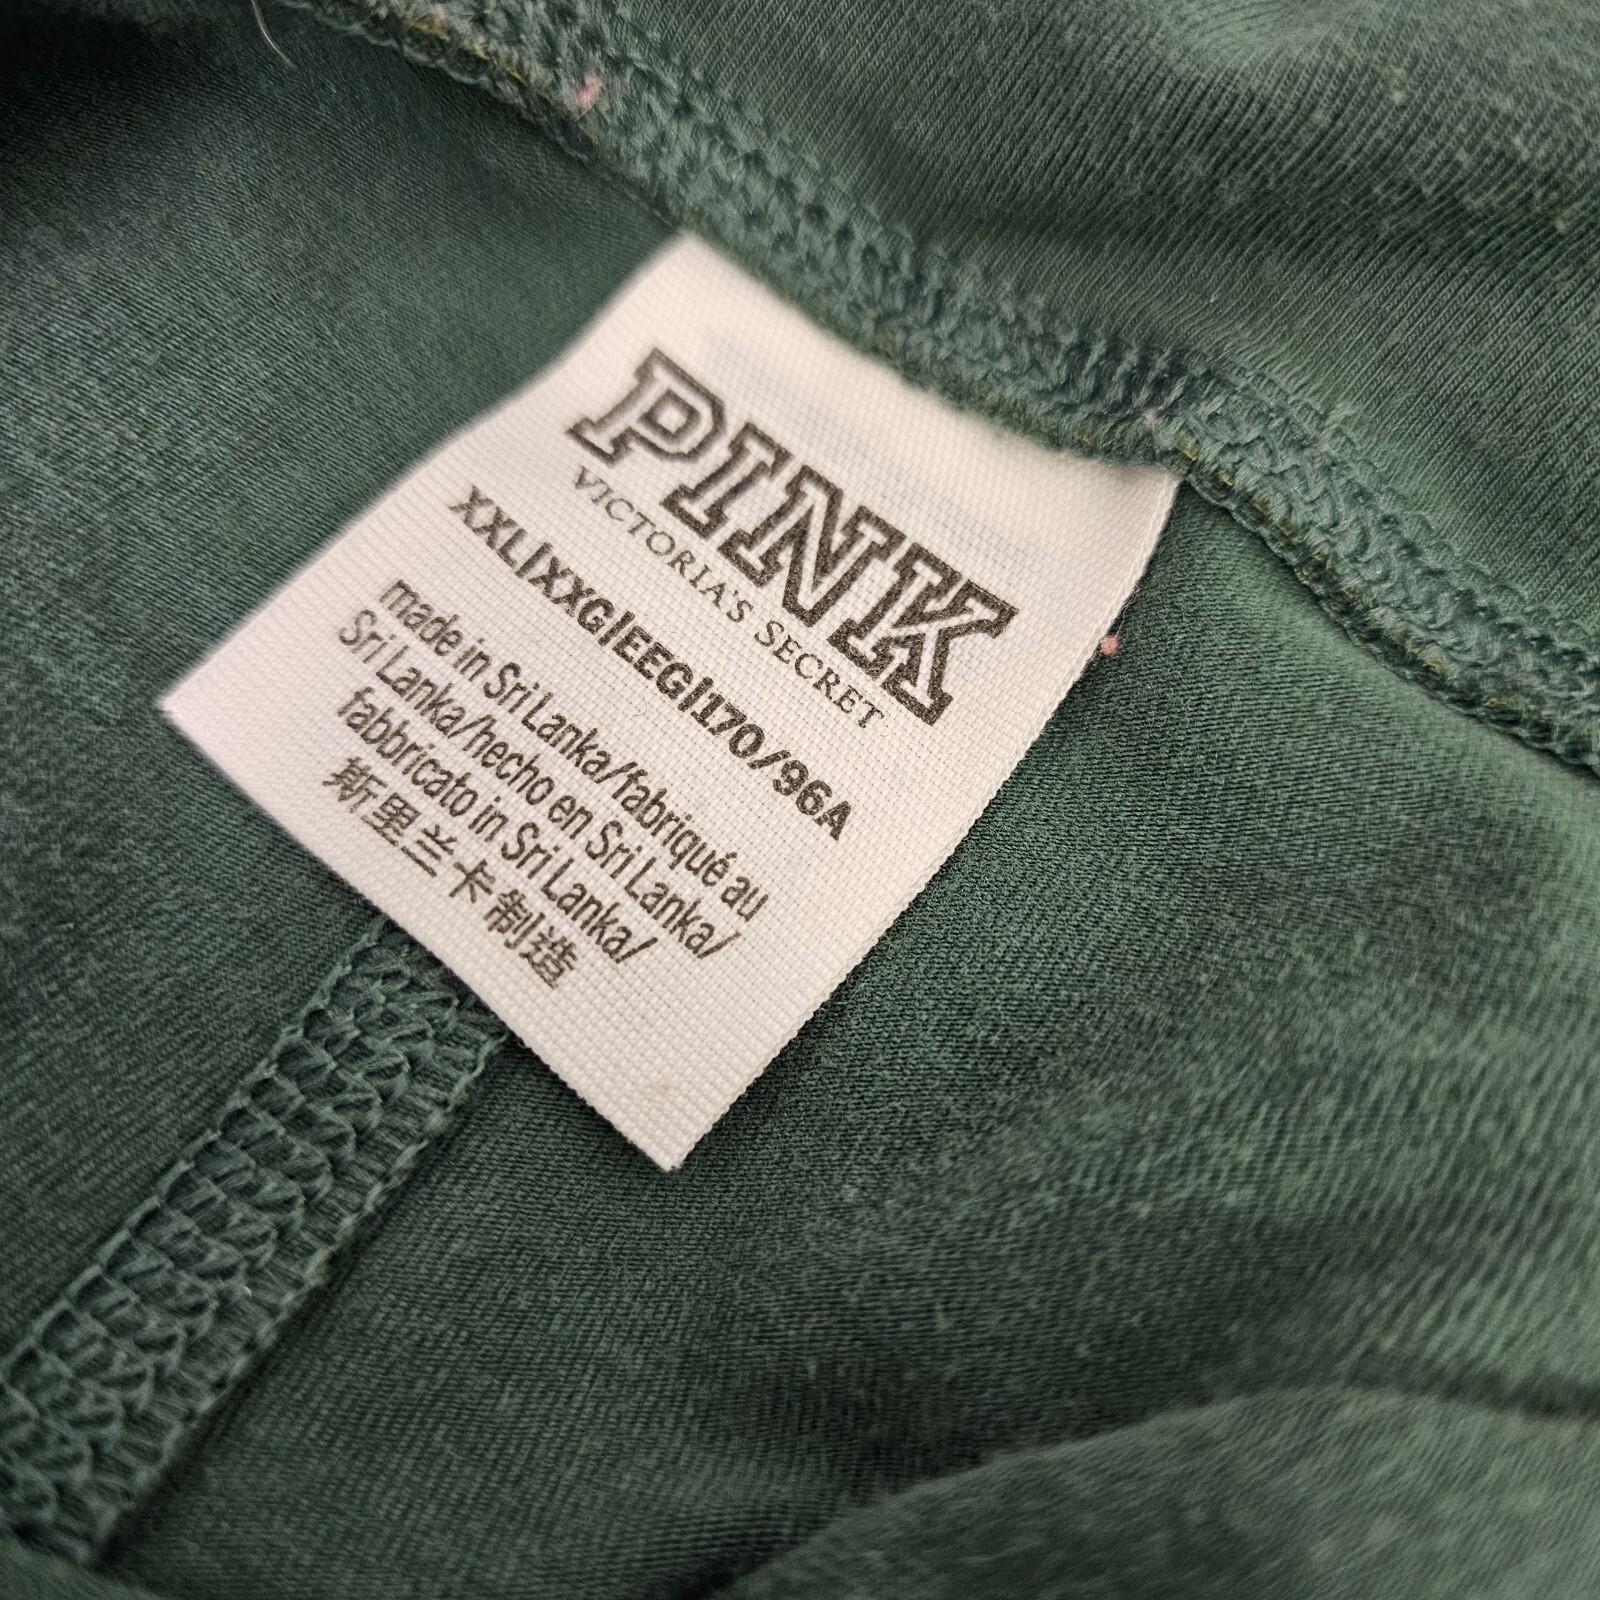 PINK
VICTORIA'S SECRET
XXL|XXG|EEG|170/96A
made in Sri Lanka/fabriqué au
Sri Lanka/hecho en Sri Lanka/
fabbricato in Sri Lanka/
斯里兰卡制造